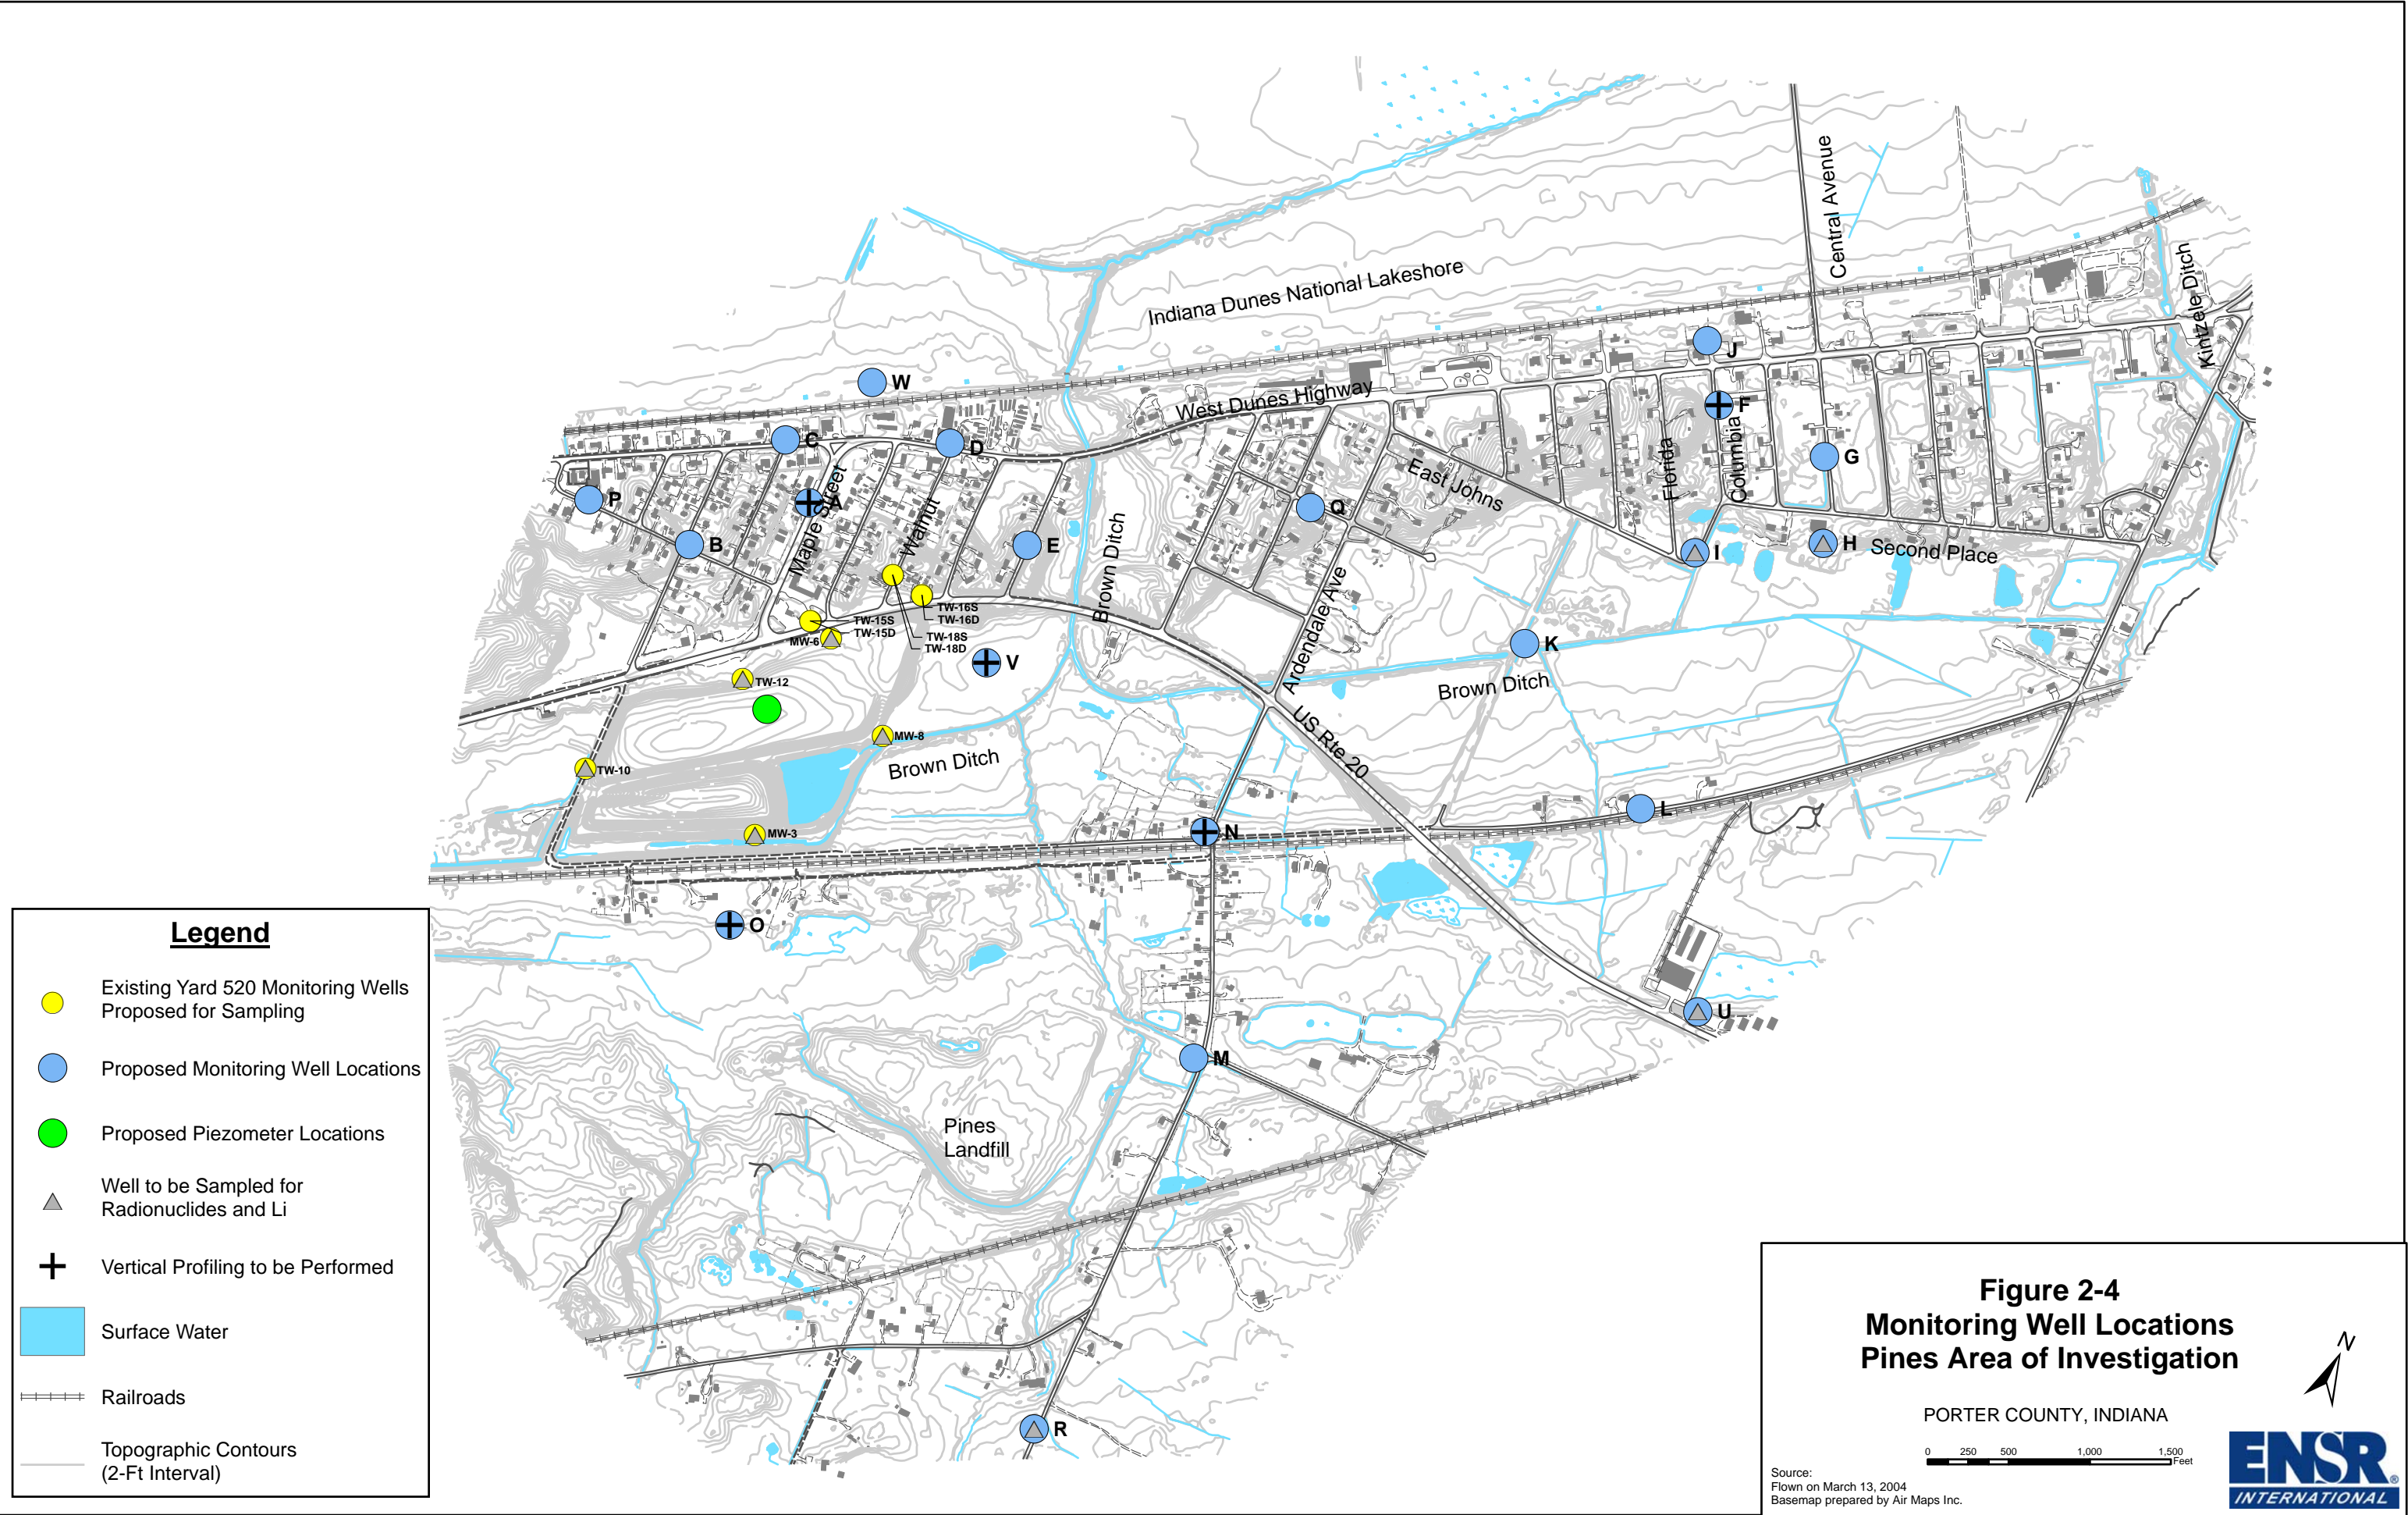 Central Avenue
Kintzele Ditch
Indiana Dunes National Lakeshore
J
W
West Dunes Highway
F
C
D
Columbia
Florida
G
East Johns
P
A
Q
Maple Street
Walnut
B
E
Brown Ditch
I
H
Second Place
TW-16S
TW-16D
TW-15S
TW-15D
MW-6
TW-18S
TW-18D
Ardendale Ave
K
V
TW-12
Brown Ditch
MW-8
US Rte 20
Brown Ditch
TW-10
L
MW-3
N
O
U
M
Pines
Landfill
R
Legend
Existing Yard 520 Monitoring Wells
Proposed for Sampling
Proposed Monitoring Well Locations
Proposed Piezometer Locations
Well to be Sampled for
Radionuclides and Li
Vertical Profiling to be Performed
Surface Water
Railroads
Topographic Contours
(2-Ft Interval)
Figure 2-4
Monitoring Well Locations
Pines Area of Investigation
N
PORTER COUNTY, INDIANA
0 250 500 1,000 1,500
Feet
Source:
Flown on March 13, 2004
Basemap prepared by Air Maps Inc.
ENSR®
INTERNATIONAL